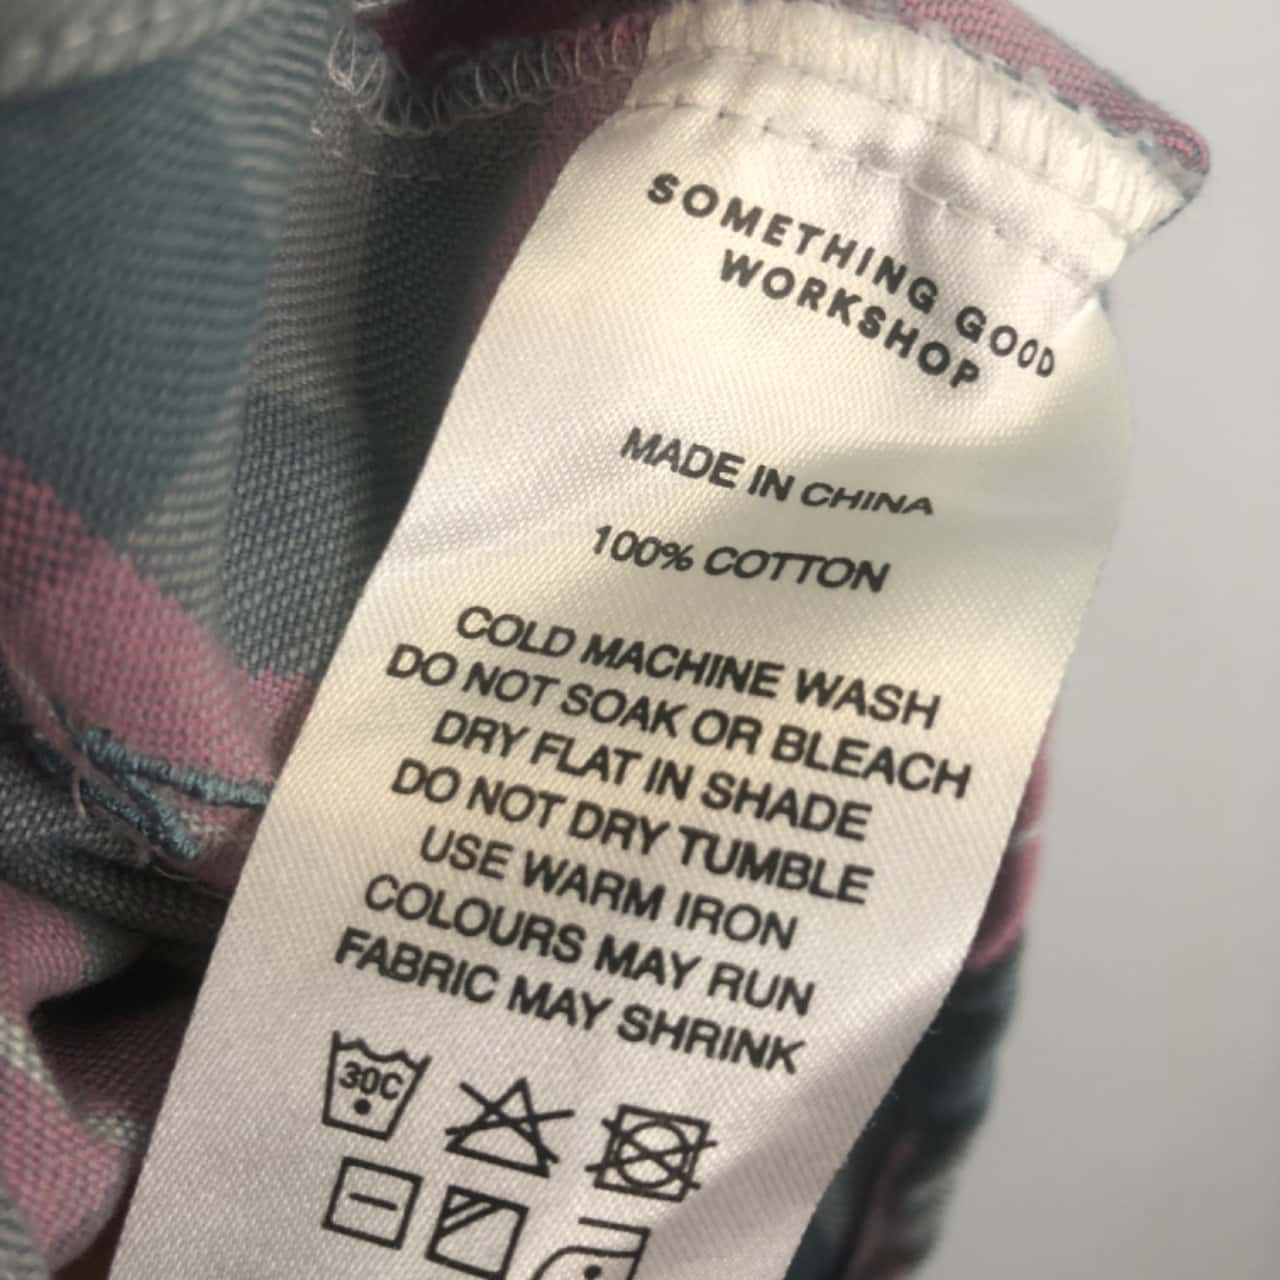 SOMETHING GOOD
WORKSHOP
MADE IN CHINA
100% COTTON
COLD MACHINE WASH
DO NOT SOAK OR BLEACH
DRY FLAT IN SHADE
DO NOT DRY TUMBLE
USE WARM IRON
COLOURS MAY RUN
FABRIC MAY SHRINK
30C